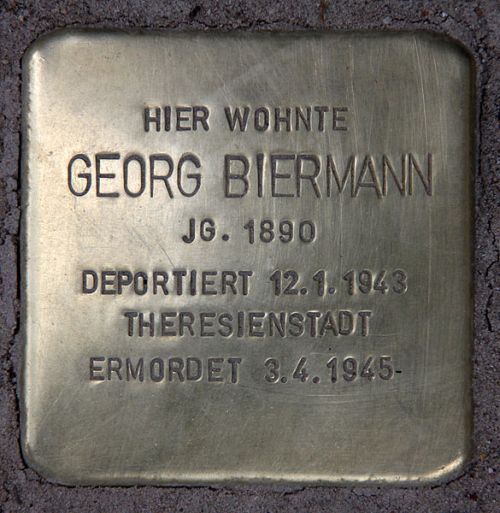 HIER WOHNTE
GEORG BIERMANN
JG. 1890
DEPORTIERT 12.1.1943
THERESIENSTADT
ERMORDET 3.4.1945